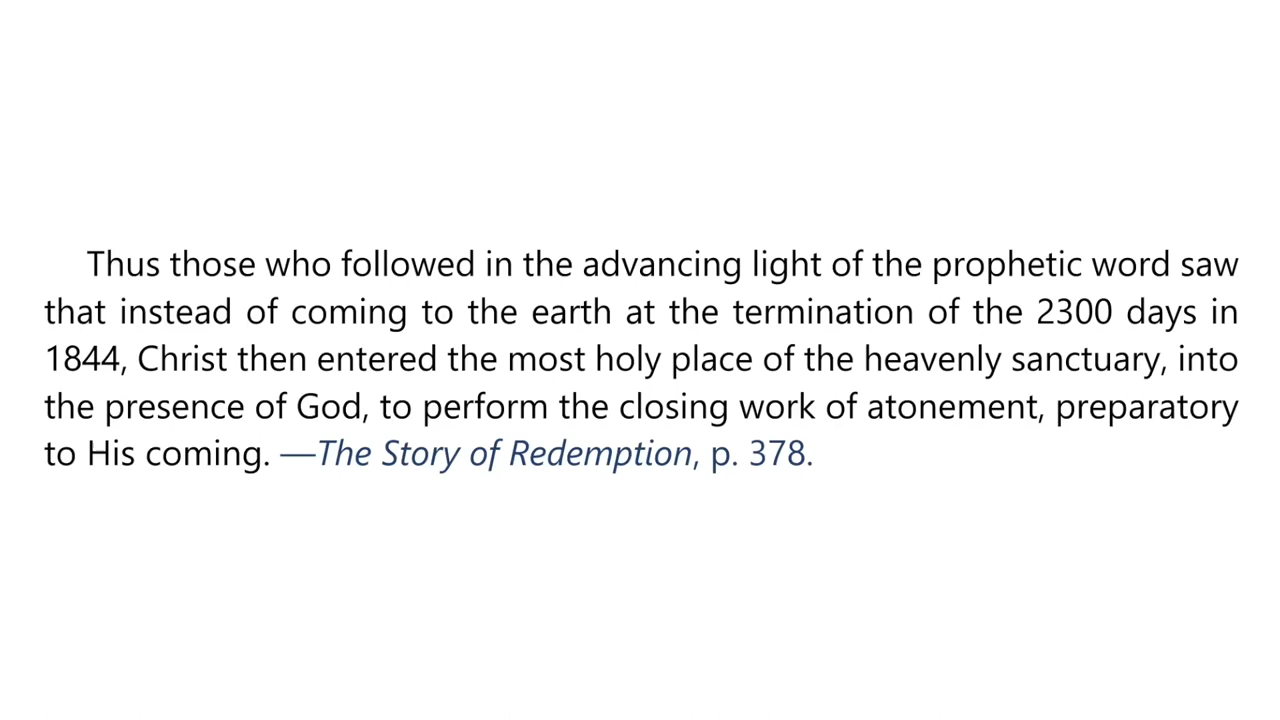 Thus those who followed in the advancing light of the prophetic word saw
that instead of coming to the earth at the termination of the 2300 days in
1844, Christ then entered the most holy place of the heavenly sanctuary, into
the presence of God, to perform the closing work of atonement, preparatory
to His coming. —The Story of Redemption, p. 378.